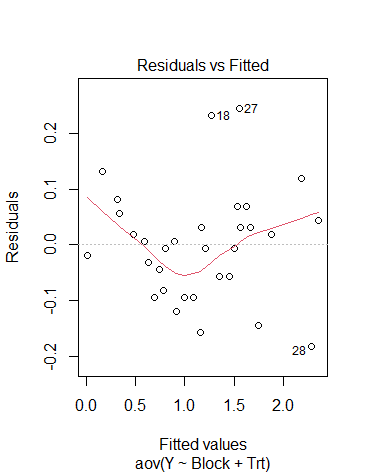 Residuals vs Fitted
Residuals
0.2
0.1
0.0
-0.1
-0.2
18
27
28
0.0 0.5 1.0 1.5 2.0
Fitted values
aov(Y ~ Block + Trt)